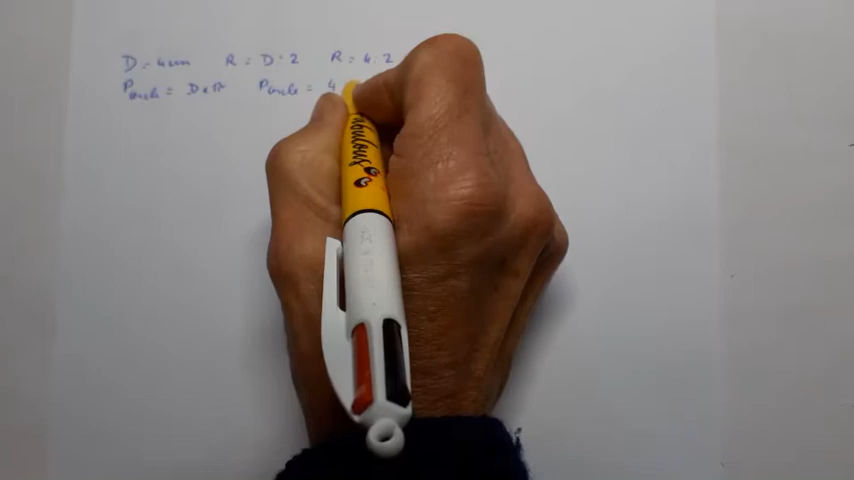 D = 4cm R = D : 2 R = 4 : 2
Pcercle = D x π Pcercle = 4